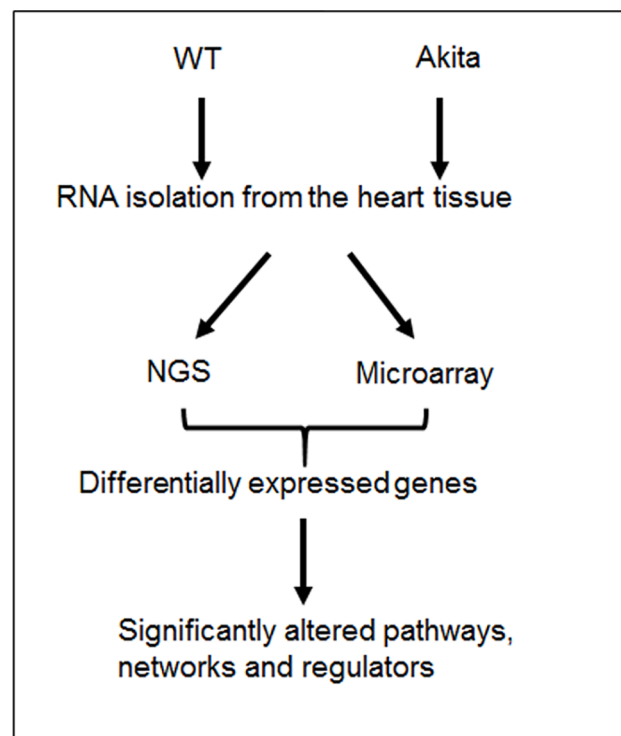 WT
Akita
RNA isolation from the heart tissue
NGS
Microarray
Differentially expressed genes
Significantly altered pathways,
networks and regulators